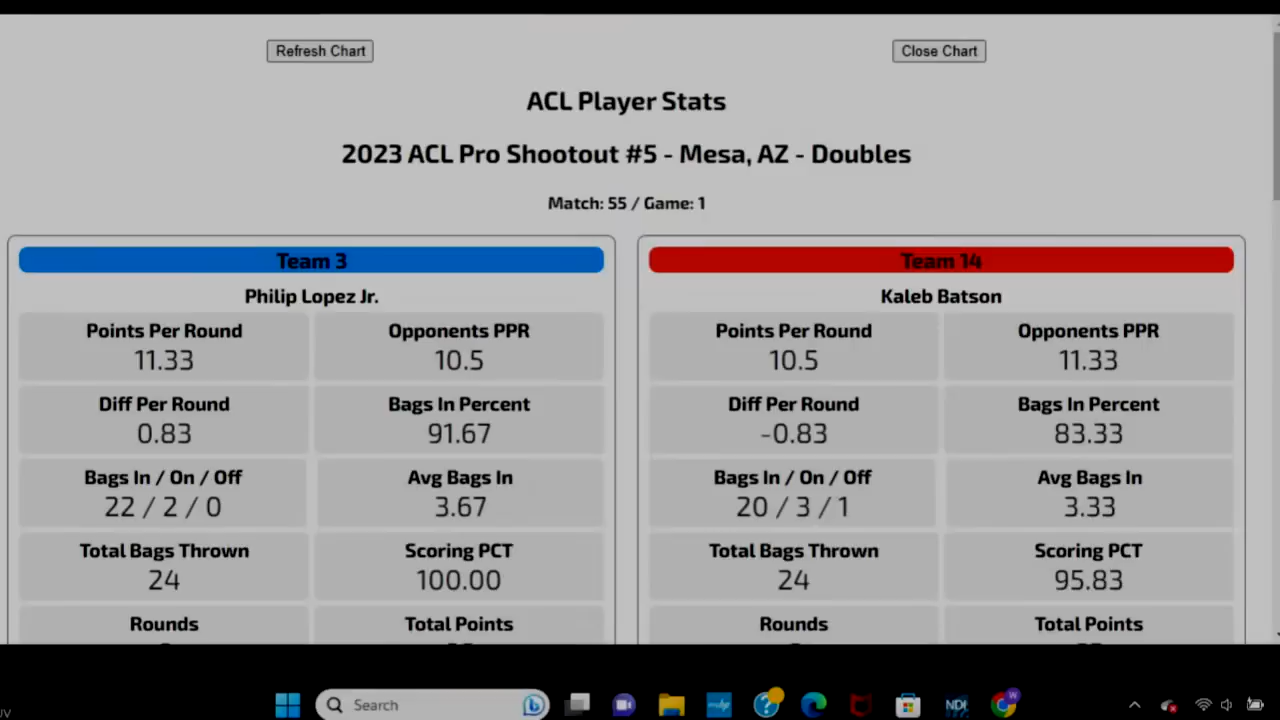 Refresh Chart
Close Chart
ACL Player Stats
2023 ACL Pro Shootout #5 - Mesa, AZ - Doubles
Match: 55 / Game: 1
Team 3
Philip Lopez Jr.
Points Per Round
Opponents PPR
11.33
10.5
Diff Per Round
Bags In Percent
0.83
91.67
Bags In / On / Off
Avg Bags In
22 / 2 / 0
3.67
Total Bags Thrown
Scoring PCT
24
100.00
Rounds
Total Points
Team 14
Kaleb Batson
Points Per Round
Opponents PPR
10.5
11.33
Diff Per Round
Bags In Percent
-0.83
83.33
Bags In / On / Off
Avg Bags In
20 / 3 / 1
3.33
Total Bags Thrown
Scoring PCT
24
95.83
Rounds
Total Points
Search
NDI
W